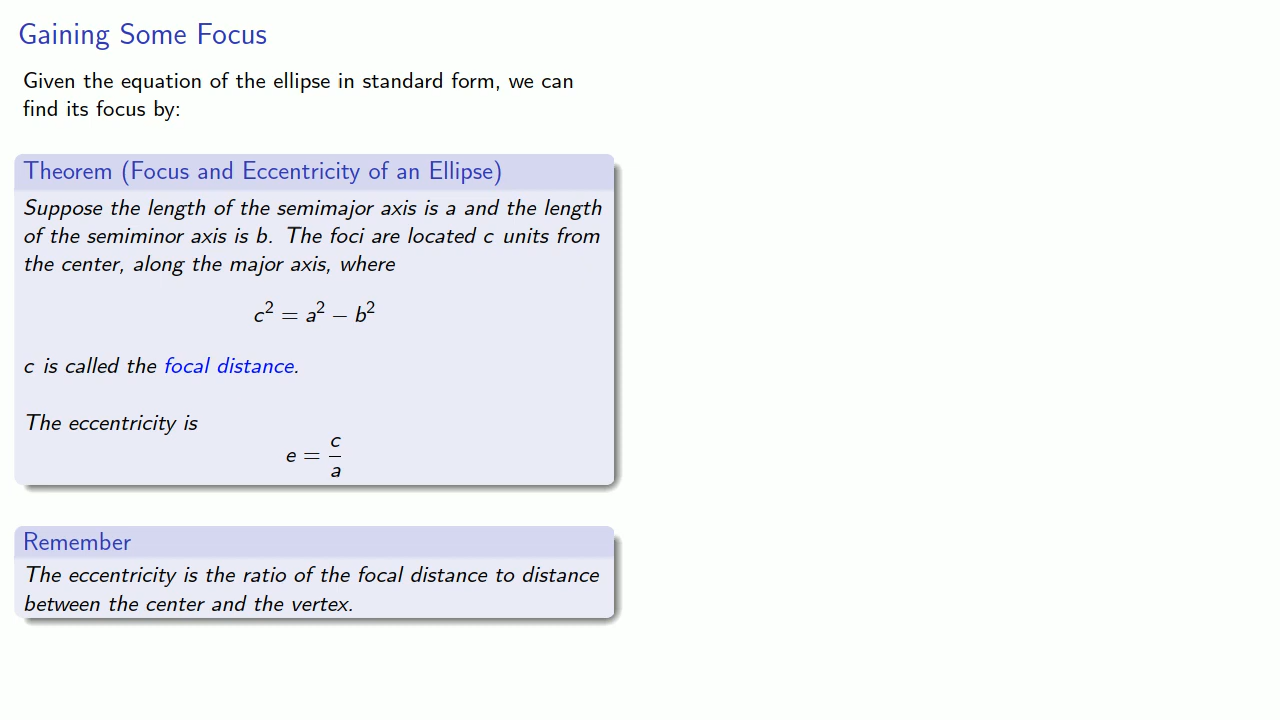 Gaining Some Focus
Given the equation of the ellipse in standard form, we can
find its focus by:
Theorem (Focus and Eccentricity of an Ellipse)
Suppose the length of the semimajor axis is a and the length
of the semiminor axis is b. The foci are located c units from
the center, along the major axis, where
c² = a² − b²
c is called the focal distance.
The eccentricity is
e = c/a
Remember
The eccentricity is the ratio of the focal distance to distance
between the center and the vertex.